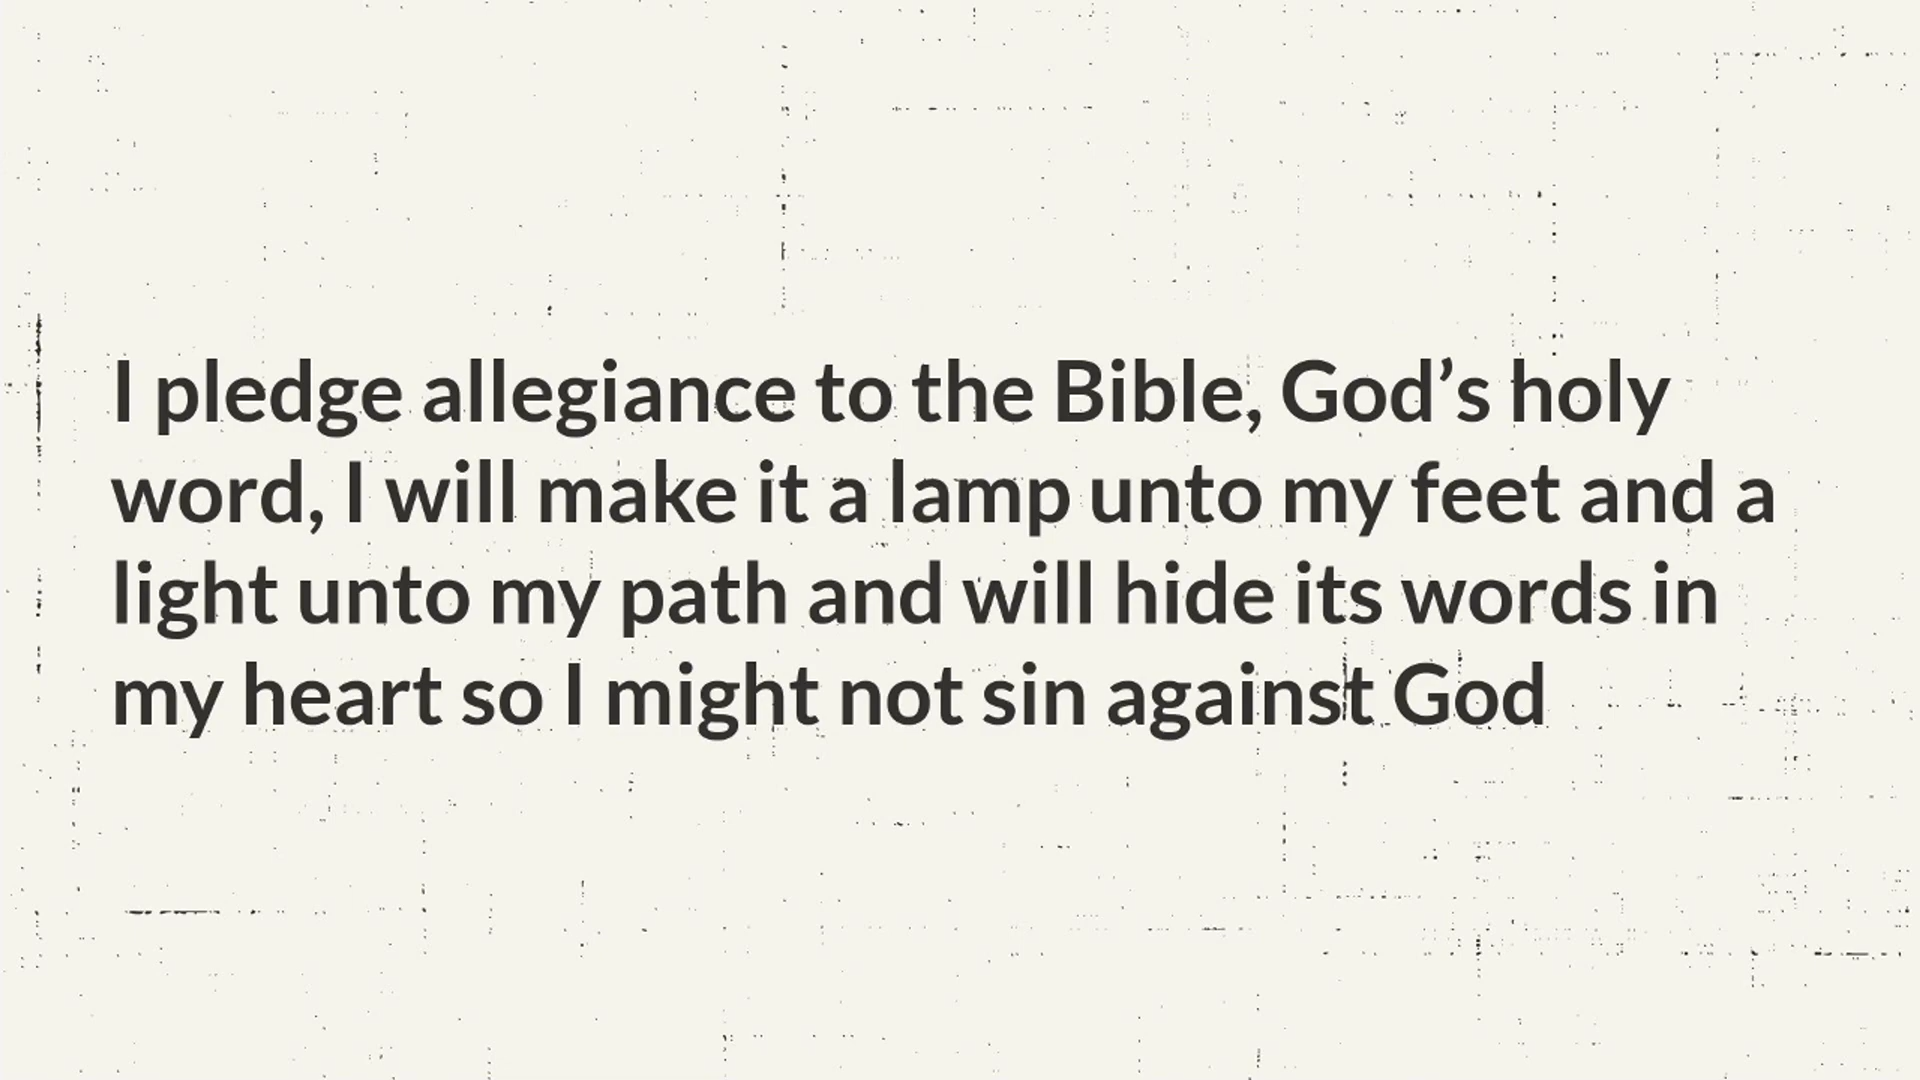 I pledge allegiance to the Bible, God’s holy
word, I will make it a lamp unto my feet and a
light unto my path and will hide its words in
my heart so I might not sin against God